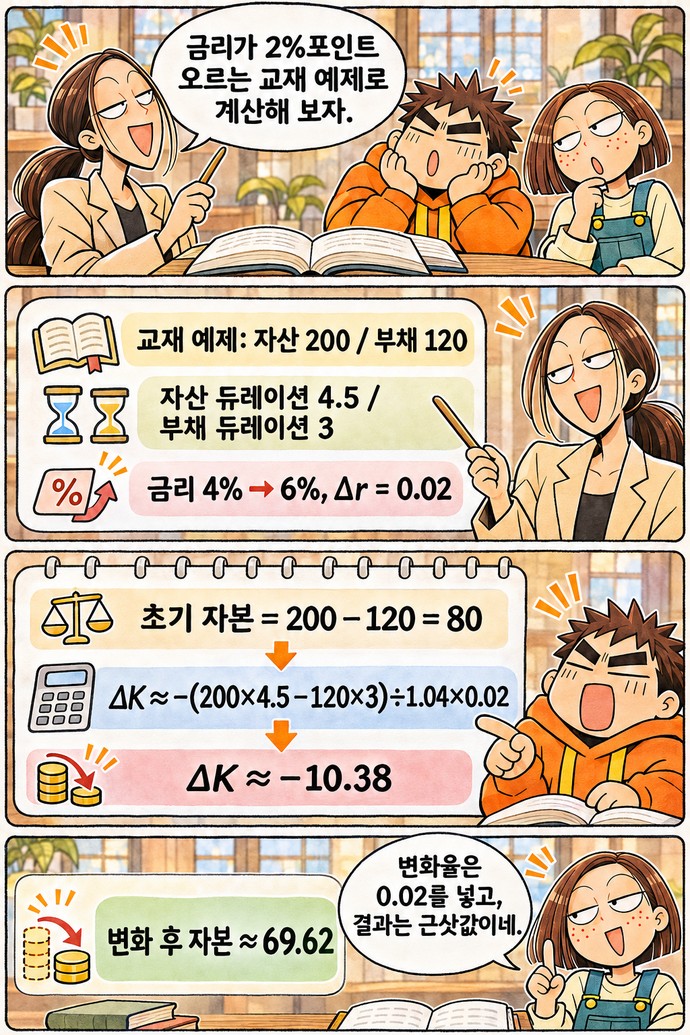 금리가 2%포인트
오르는 교재 예제로
계산해 보자.
교재 예제: 자산 200 / 부채 120
자산 듀레이션 4.5 /
부채 듀레이션 3
%
금리 4% → 6%, Δr = 0.02
초기 자본 = 200 − 120 = 80
ΔK ≈ −(200×4.5 − 120×3)÷1.04×0.02
ΔK ≈ −10.38
변화 후 자본 ≈ 69.62
변화율은
0.02를 넣고,
결과는 근삿값이네.